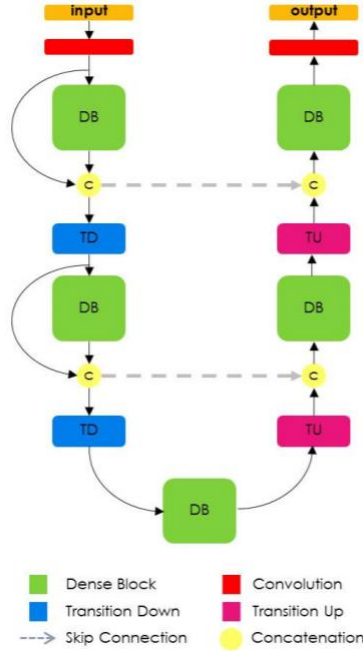 input
output
DB
DB
C
C
TD
TU
DB
DB
C
C
TD
TU
DB
Dense Block
Convolution
Transition Down
Transition Up
Skip Connection
Concatenation